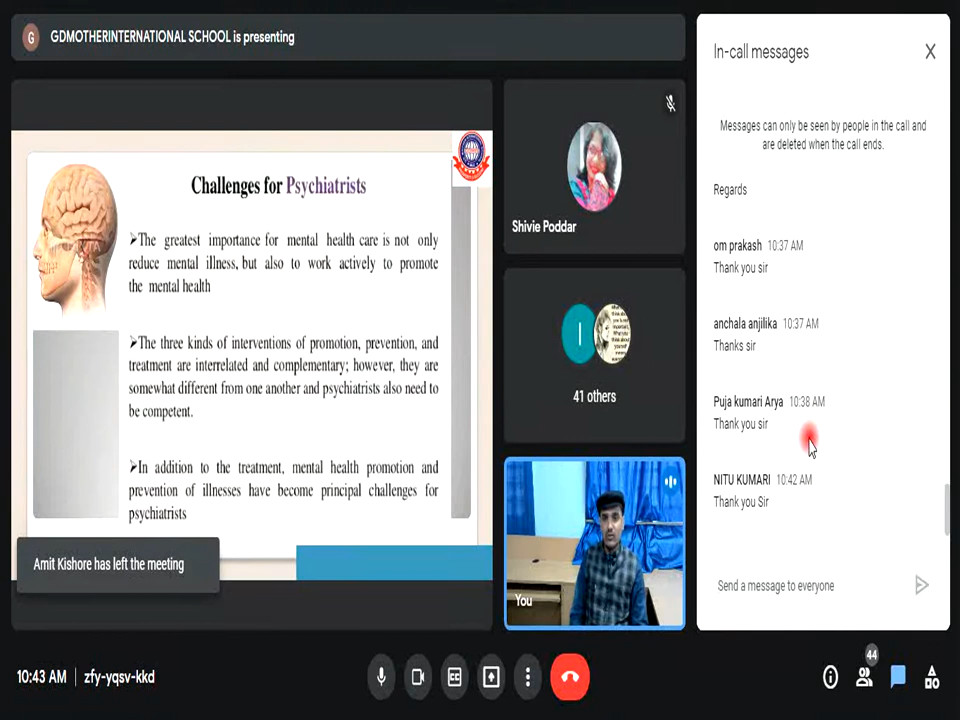 G GDMOTHERINTERNATIONAL SCHOOL is presenting
Challenges for Psychiatrists
➢The greatest importance for mental health care is not only
reduce mental illness, but also to work actively to promote
the mental health
➢The three kinds of interventions of promotion, prevention, and
treatment are interrelated and complementary; however, they are
somewhat different from one another and psychiatrists also need to
be competent.
➢In addition to the treatment, mental health promotion and
prevention of illnesses have become principal challenges for
psychiatrists
Amit Kishore has left the meeting
Shivie Poddar
I
41 others
You
In-call messages
Messages can only be seen by people in the call and
are deleted when the call ends.
Regards
om prakash 10:37 AM
Thank you sir
anchala anjilika 10:37 AM
Thanks sir
Puja kumari Arya 10:38 AM
Thank you sir
NITU KUMARI 10:42 AM
Thank you Sir
Send a message to everyone
10:43 AM | zfy-yqsv-kkd
CC
44